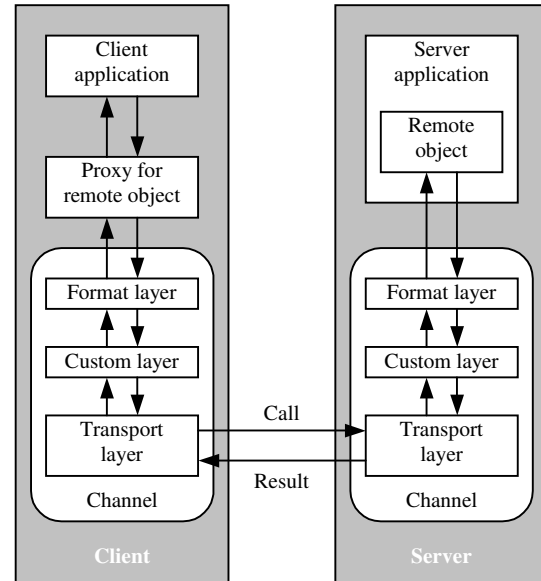 Client
application
Proxy for
remote object
Format layer
Custom layer
Transport
layer
Channel
Client
Call
Result
Server
application
Remote
object
Format layer
Custom layer
Transport
layer
Channel
Server